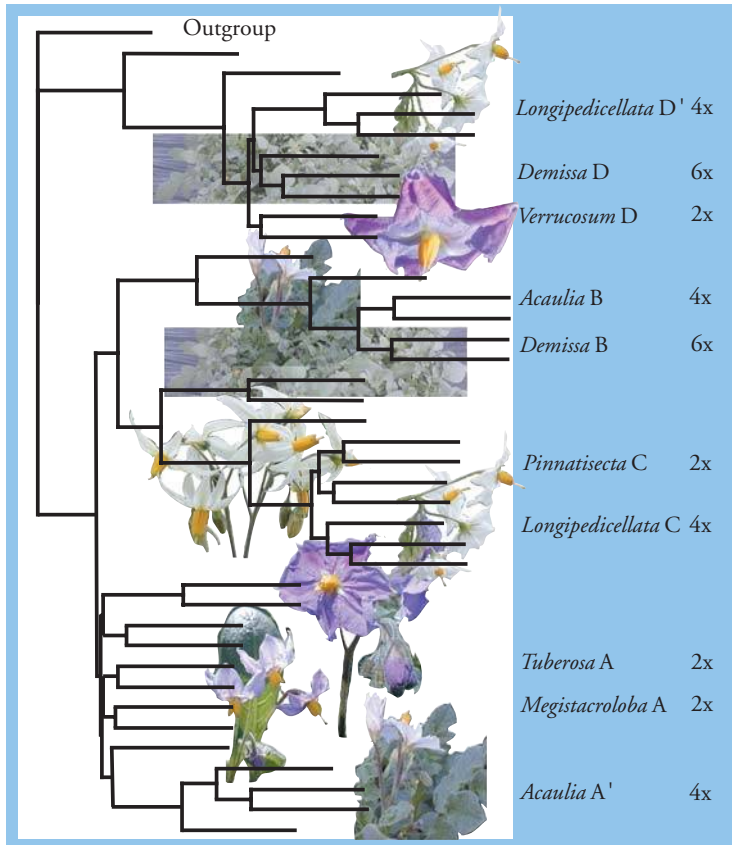 Outgroup
Longipedicellata D' 4x
Demissa D 6x
Verrucosum D 2x
Acaulia B 4x
Demissa B 6x
Pinnatisecta C 2x
Longipedicellata C 4x
Tuberosa A 2x
Megistacroloba A 2x
Acaulia A' 4x